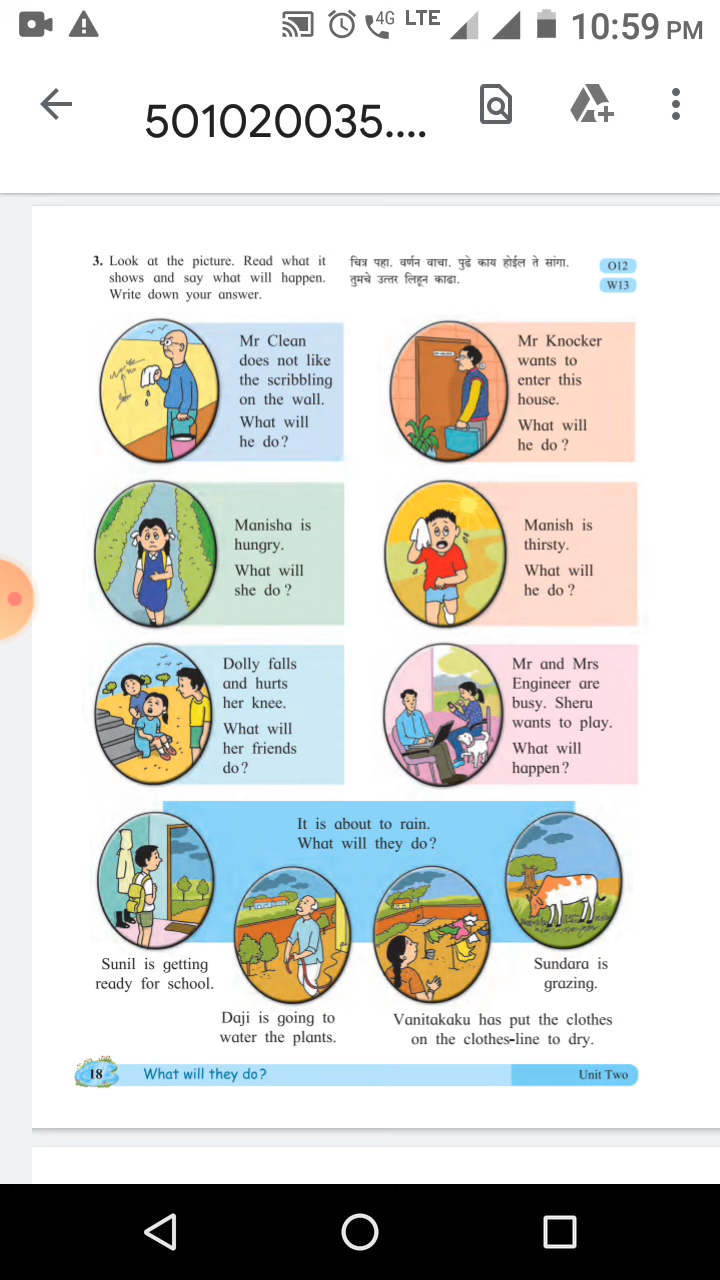 4G LTE 10:59 PM
501020035....
3. Look at the picture. Read what it
shows and say what will happen.
Write down your answer.
चित्र पहा. वर्णन वाचा. पुढे काय होईल ते सांगा.
तुमचे उत्तर लिहून काढा.
O12
W13
Mr Clean
does not like
the scribbling
on the wall.
What will
he do?
Mr Knocker
wants to
enter this
house.
What will
he do ?
Manisha is
hungry.
What will
she do ?
Manish is
thirsty.
What will
he do ?
Dolly falls
and hurts
her knee.
What will
her friends
do?
Mr and Mrs
Engineer are
busy. Sheru
wants to play.
What will
happen?
It is about to rain.
What will they do?
Sunil is getting
ready for school.
Daji is going to
water the plants.
Vanitakaku has put the clothes
on the clothes-line to dry.
Sundara is
grazing.
18 What will they do? Unit Two